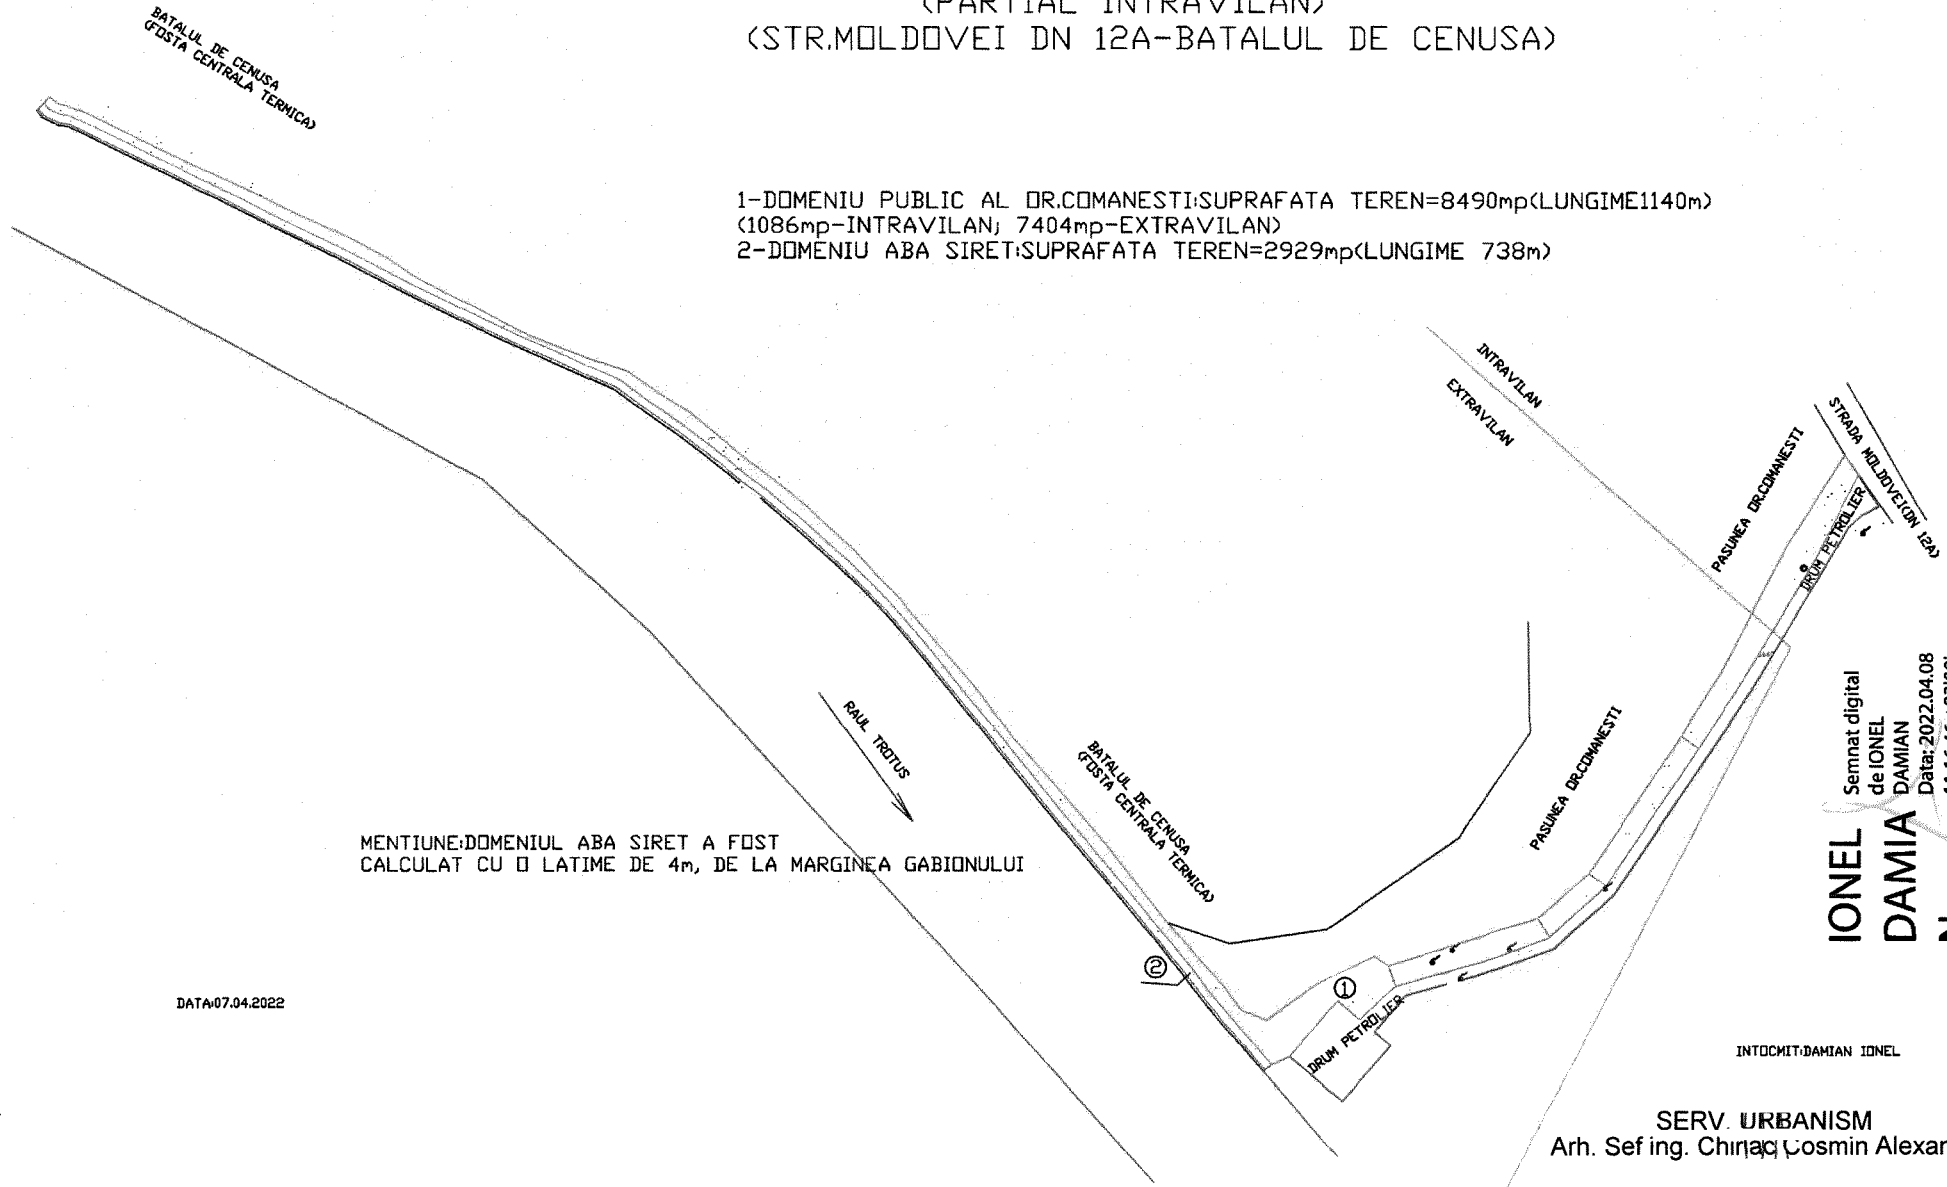 (PARTIAL INTRAVILAN)
(STR.MOLDOVEI DN 12A-BATALUL DE CENUSA)
BATALUL DE CENUSA
(FOSTA CENTRALA TERMICA)
1-DOMENIU PUBLIC AL OR.COMANESTI:SUPRAFATA TEREN=8490mp(LUNGIME1140m)
(1086mp-INTRAVILAN; 7404mp-EXTRAVILAN)
2-DOMENIU ABA SIRET:SUPRAFATA TEREN=2929mp(LUNGIME 738m)
INTRAVILAN
EXTRAVILAN
STRADA MOLDOVEI(DN 12A)
PASUNEA OR.COMANESTI
DRUM PETROLIER
RAUL TROTUS
BATALUL DE CENUSA
(FOSTA CENTRALA TERMICA)
PASUNEA OR.COMANESTI
MENTIUNE:DOMENIUL ABA SIRET A FOST
CALCULAT CU O LATIME DE 4m, DE LA MARGINEA GABIONULUI
2
1
DRUM PETROLIER
DATA:07.04.2022
IONEL
DAMIA
Semnat digital
de IONEL
DAMIAN
Data: 2022.04.08
INTOCMIT:DAMIAN IONEL
SERV. URBANISM
Arh. Sef ing. Chiriac Cosmin Alexan